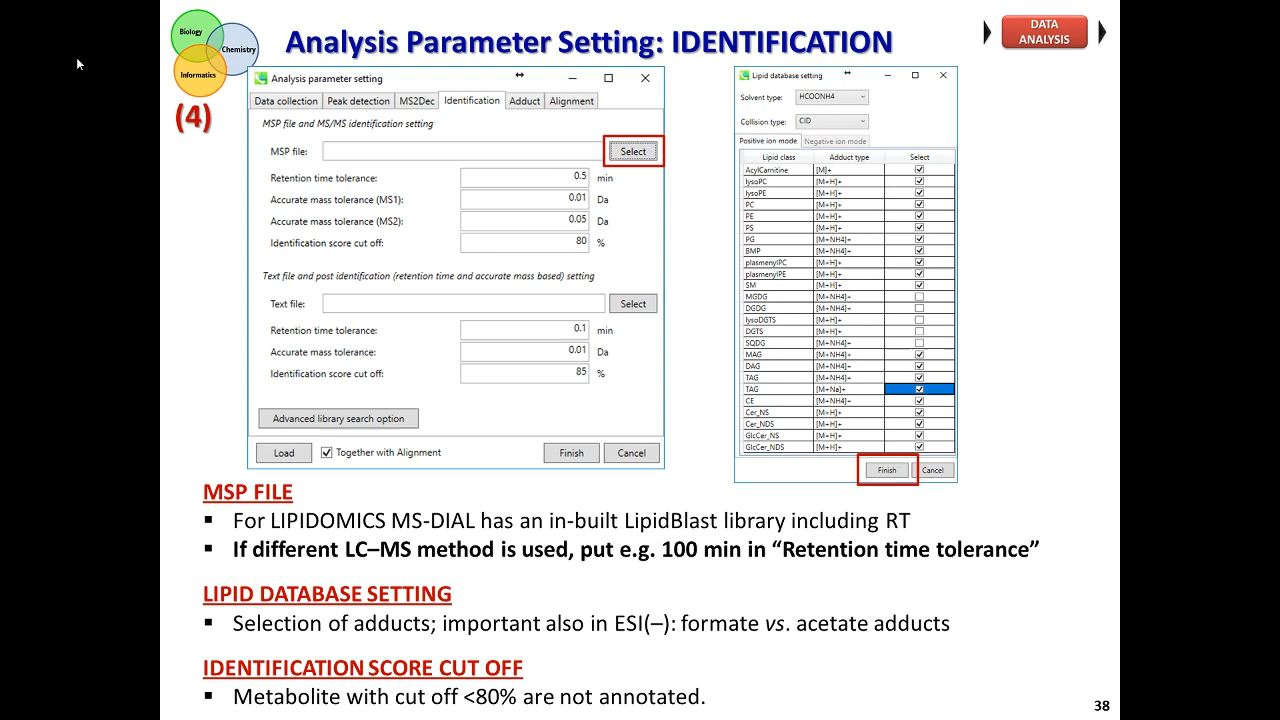 Biology
Chemistry
Informatics
Analysis Parameter Setting: IDENTIFICATION
DATA
ANALYSIS
(4)
Analysis parameter setting
Data collection Peak detection MS2Dec Identification Adduct Alignment
MSP file and MS/MS identification setting
MSP file: Select
Retention time tolerance: 0.5 min
Accurate mass tolerance (MS1): 0.01 Da
Accurate mass tolerance (MS2): 0.05 Da
Identification score cut off: 80 %
Text file and post identification (retention time and accurate mass based) setting
Text file: Select
Retention time tolerance: 0.1 min
Accurate mass tolerance: 0.01 Da
Identification score cut off: 85 %
Advanced library search option
Load Together with Alignment Finish Cancel
Lipid database setting
Solvent type: HCOONH4
Collision type: CID
Positive ion mode Negative ion mode
Lipid class Adduct type Select
AcylCarnitine [M]+
lysoPC [M+H]+
lysoPE [M+H]+
PC [M+H]+
PE [M+H]+
PS [M+H]+
PG [M+NH4]+
BMP [M+NH4]+
plasmenylPC [M+H]+
plasmenylPE [M+H]+
SM [M+H]+
MGDG [M+NH4]+
DGDG [M+NH4]+
lysoDGTS [M+H]+
DGTS [M+H]+
SQDG [M+NH4]+
MAG [M+NH4]+
DAG [M+NH4]+
TAG [M+NH4]+
TAG [M+Na]+
CE [M+NH4]+
Cer_NS [M+H]+
Cer_NDS [M+H]+
GlcCer_NS [M+H]+
GlcCer_NDS [M+H]+
Finish Cancel
MSP FILE
▪ For LIPIDOMICS MS-DIAL has an in-built LipidBlast library including RT
▪ If different LC–MS method is used, put e.g. 100 min in “Retention time tolerance”
LIPID DATABASE SETTING
▪ Selection of adducts; important also in ESI(–): formate vs. acetate adducts
IDENTIFICATION SCORE CUT OFF
▪ Metabolite with cut off <80% are not annotated.
38